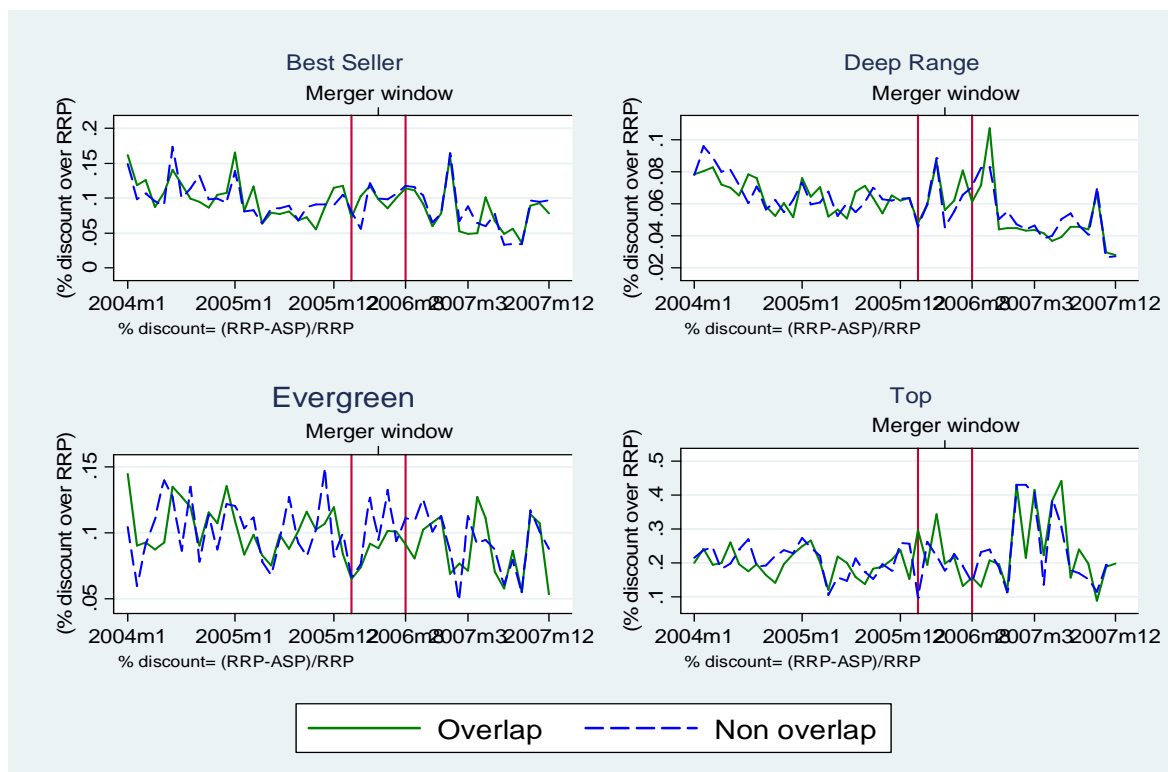 Best Seller
Merger window
(% discount over RRP)
.2
.15
.1
.05
0
2004m1 2005m1 2005m12 2006m8 2007m3 2007m12
% discount= (RRP-ASP)/RRP
Deep Range
Merger window
(% discount over RRP)
.1
.08
.06
.04
.02
2004m1 2005m1 2005m12 2006m8 2007m3 2007m12
% discount= (RRP-ASP)/RRP
Evergreen
Merger window
(% discount over RRP)
.15
.1
.05
2004m1 2005m1 2005m12 2006m8 2007m3 2007m12
% discount= (RRP-ASP)/RRP
Top
Merger window
(% discount over RRP)
.5
.4
.3
.2
.1
2004m1 2005m1 2005m12 2006m8 2007m3 2007m12
% discount= (RRP-ASP)/RRP
Overlap Non overlap